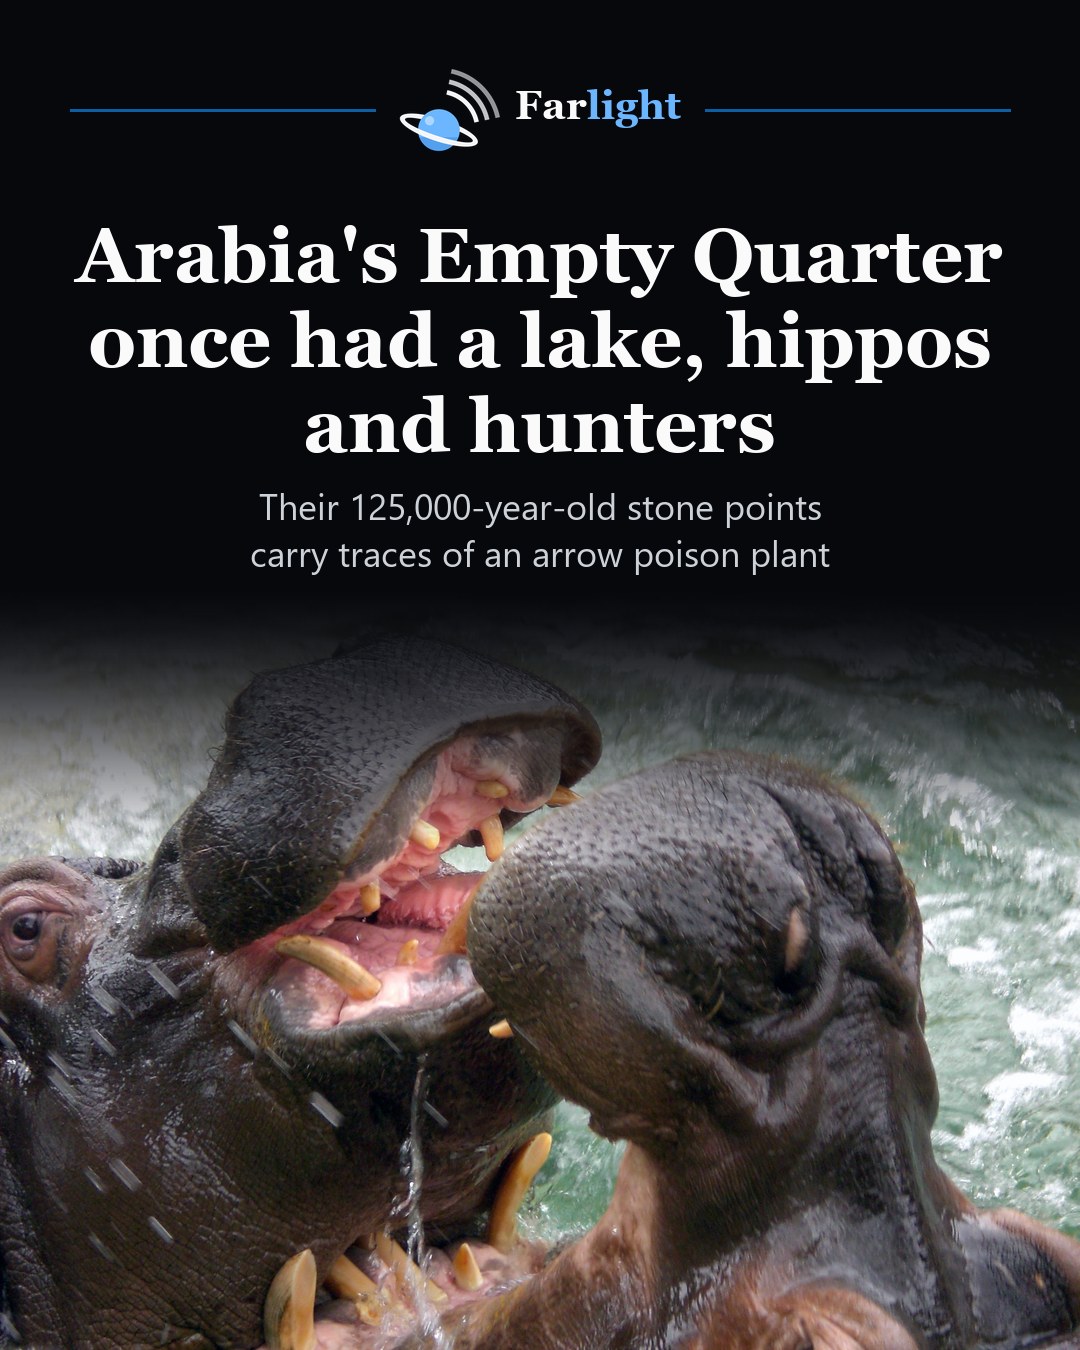 Farlight
Arabia's Empty Quarter
once had a lake, hippos
and hunters
Their 125,000-year-old stone points
carry traces of an arrow poison plant